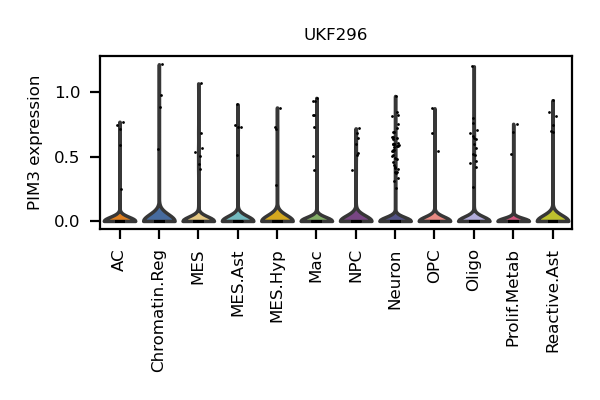 UKF296
PIM3 expression
1.0
0.5
0.0
AC
Chromatin.Reg
MES
MES.Ast
MES.Hyp
Mac
NPC
Neuron
OPC
Oligo
Prolif.Metab
Reactive.Ast